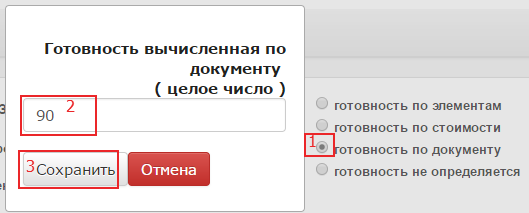 Готовность вычисленная по
документу
( целое число )
90 2
3 Сохранить Отмена
готовность по элементам
готовность по стоимости
1 готовность по документу
готовность не определяется